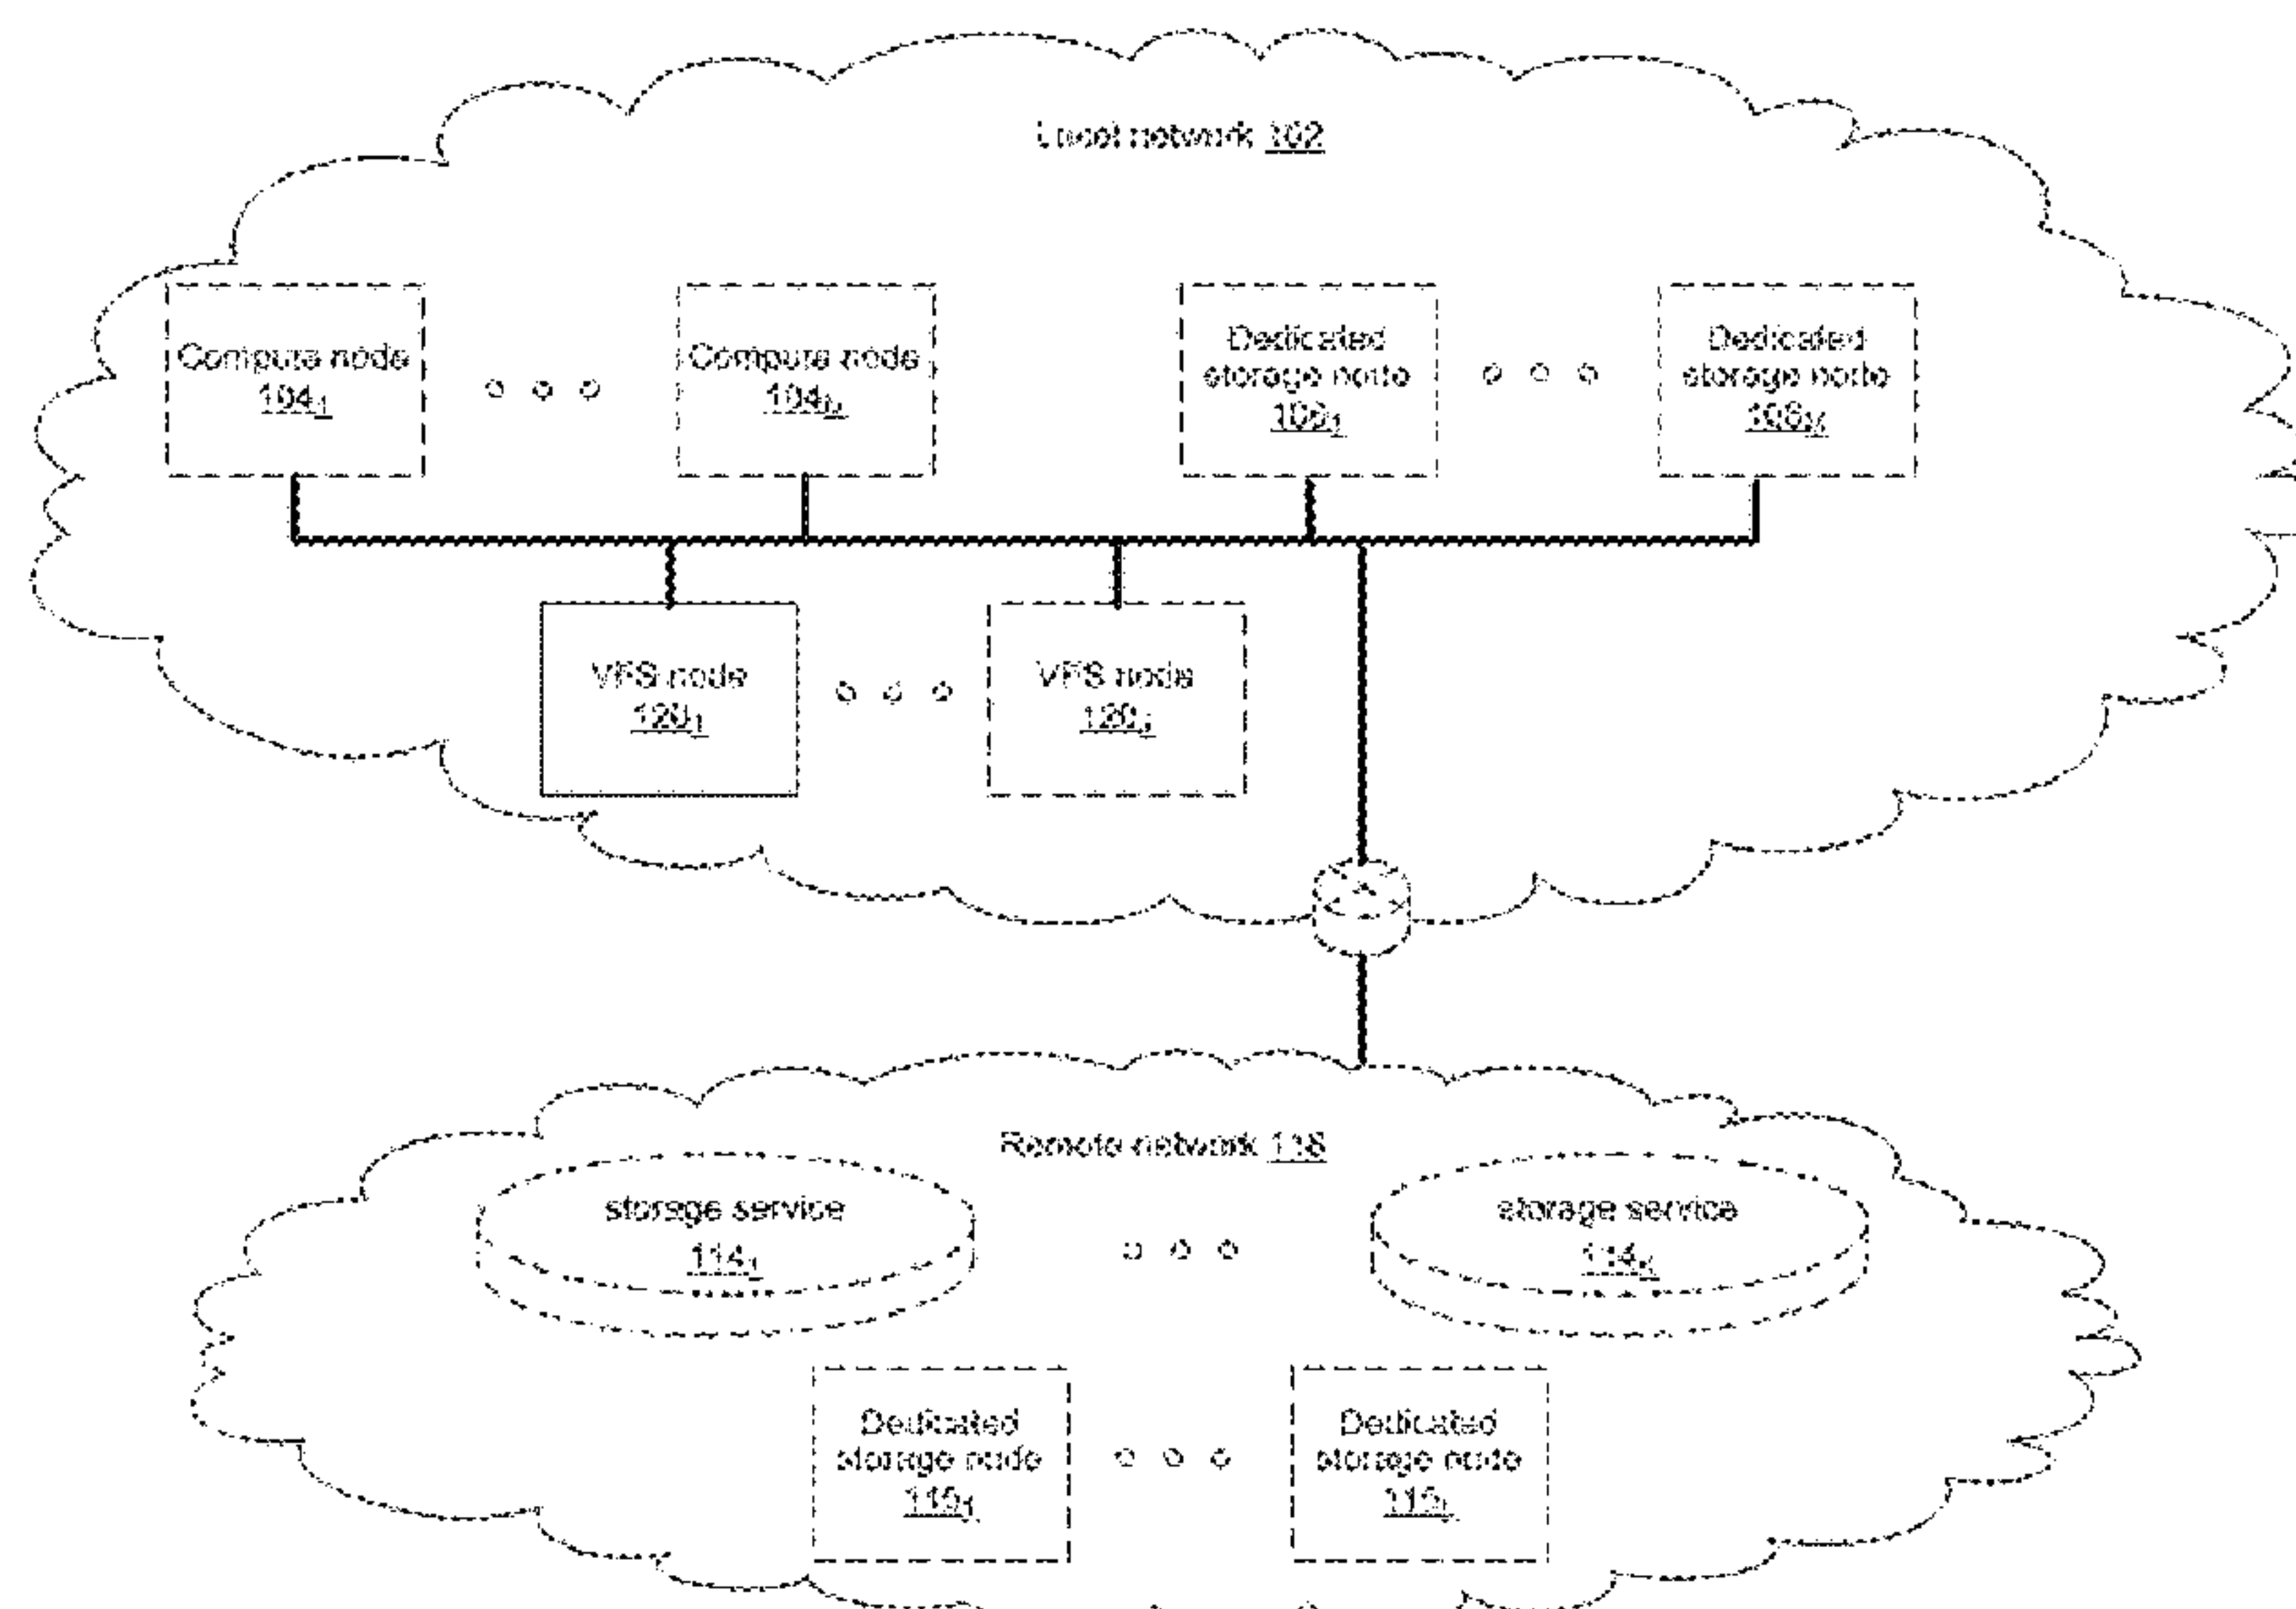 Local network 102
Compute node
104₁
Compute node
104ₙ
Dedicated
storage node
106₁
Dedicated
storage node
VFS node
120₁
VFS node
120ⱼ
Remote network 118
storage service
114₁
storage service
114ₖ
Dedicated
storage node
115₁
Dedicated
storage node